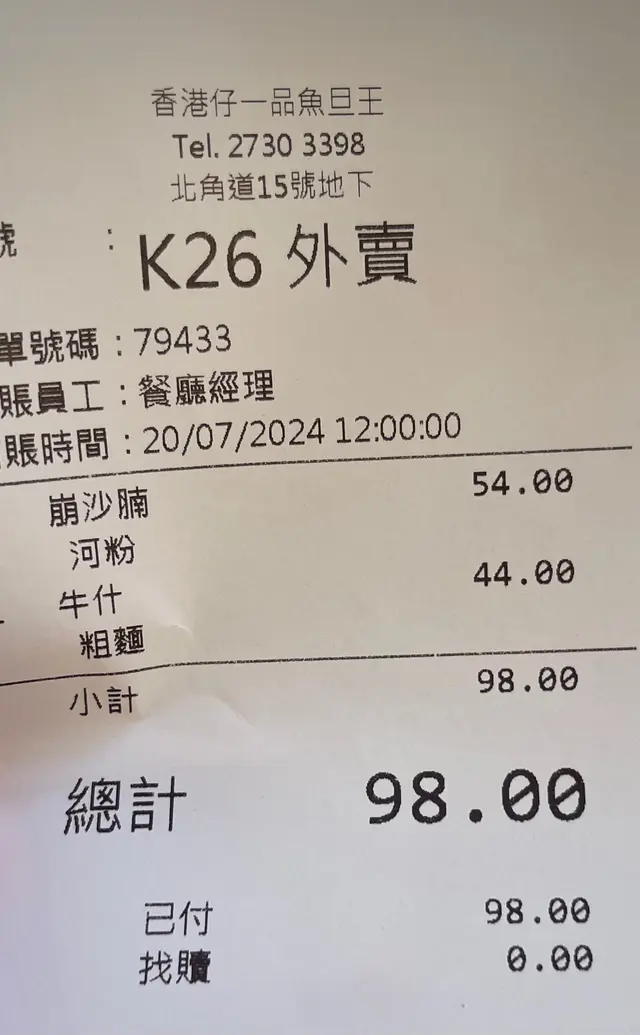 香港仔一品魚旦王
Tel. 2730 3398
北角道15號地下
號 : K26 外賣
單號碼 : 79433
賬員工 : 餐廳經理
賬時間 : 20/07/2024 12:00:00
崩沙腩 54.00
河粉
牛什 44.00
粗麵
小計 98.00
總計 98.00
已付 98.00
找贖 0.00